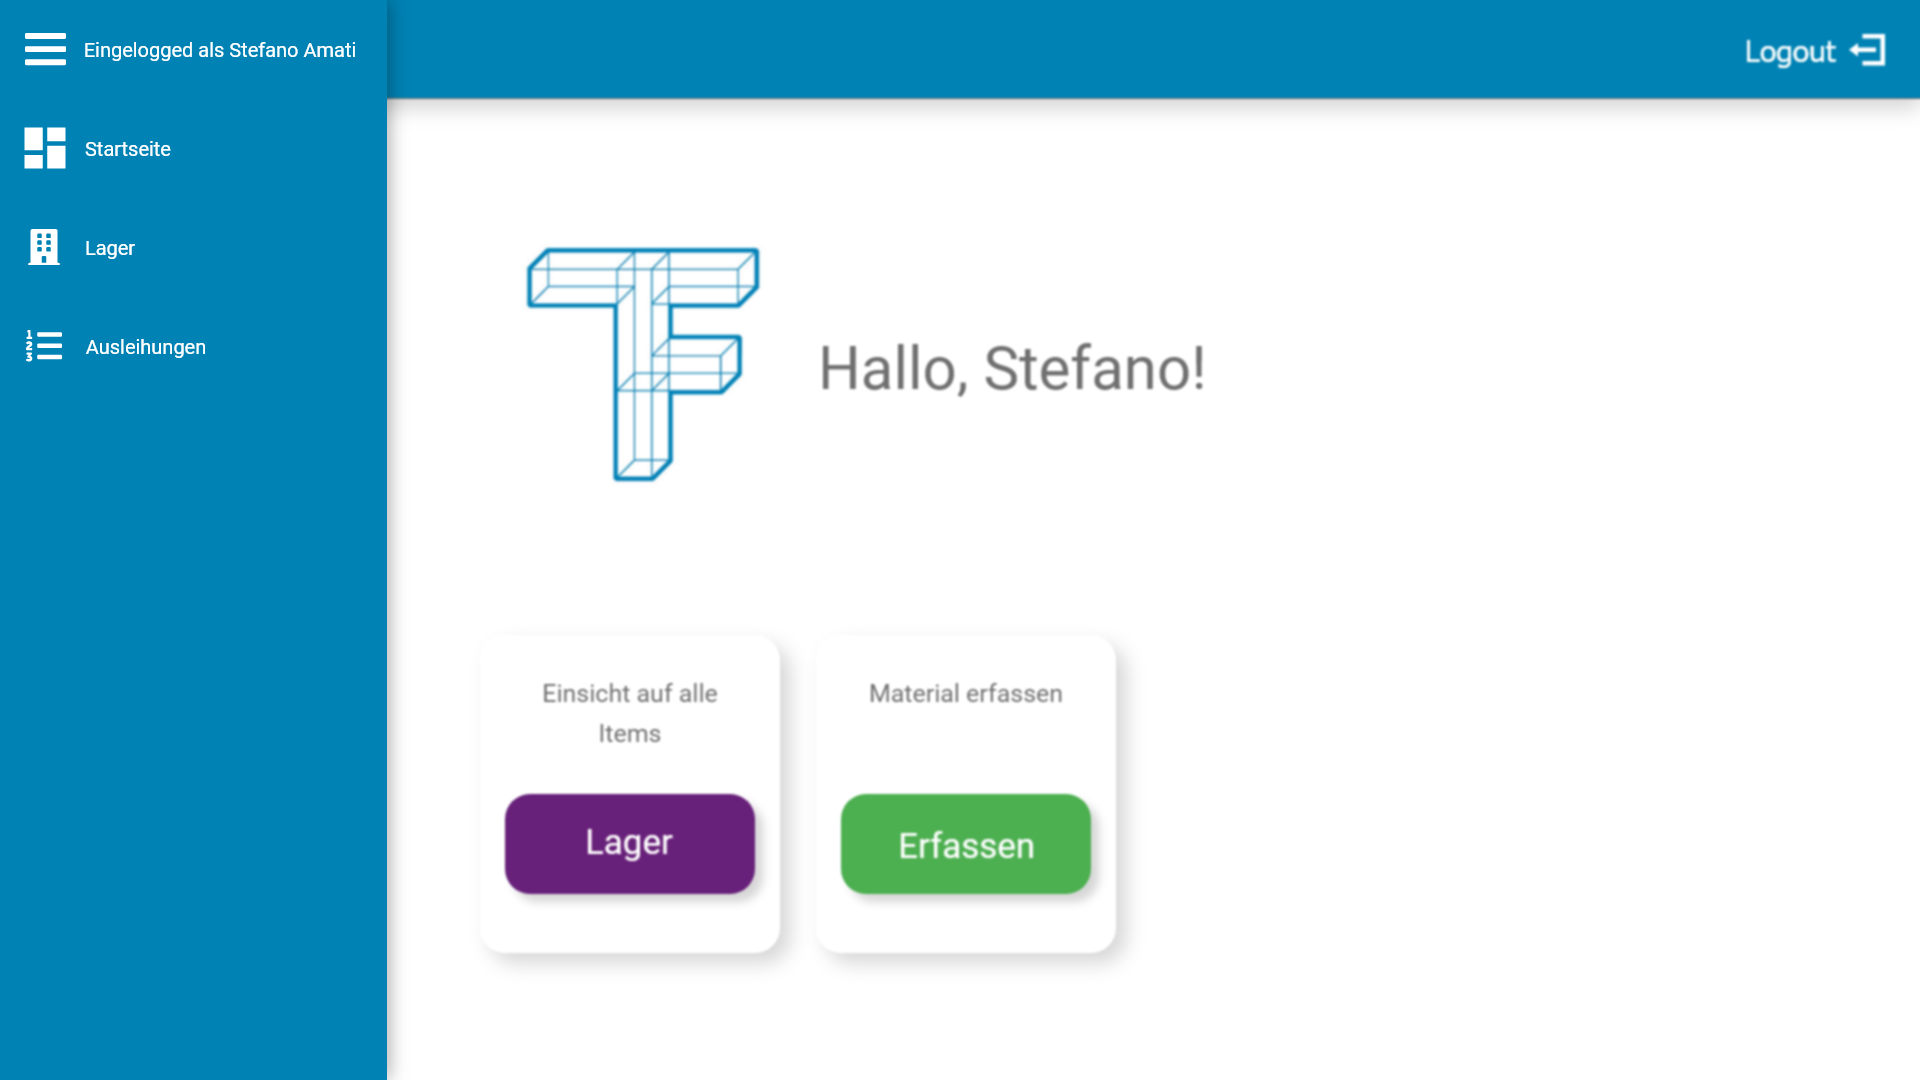 Eingelogged als Stefano Amati
Logout
Startseite
Lager
Ausleihungen
Hallo, Stefano!
Einsicht auf alle
Items
Lager
Material erfassen
Erfassen